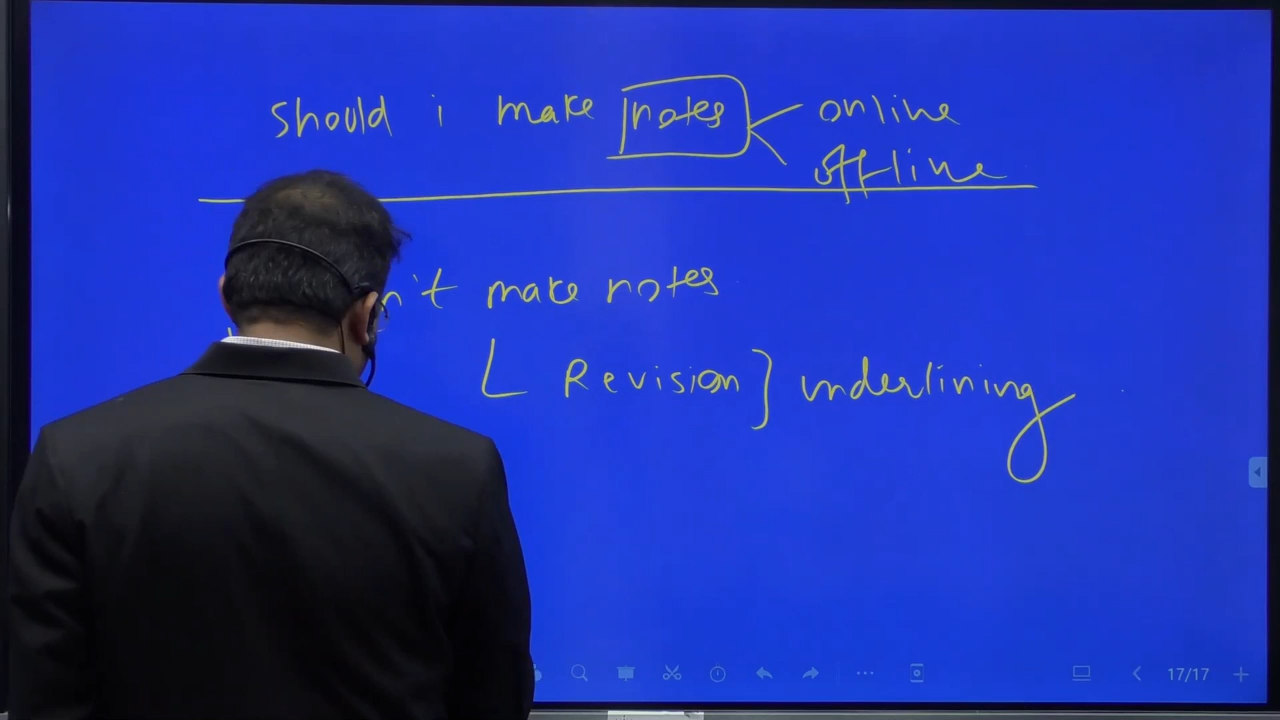 should i make notes online
offline
n't make notes
[ Revision ] underlining
17/17